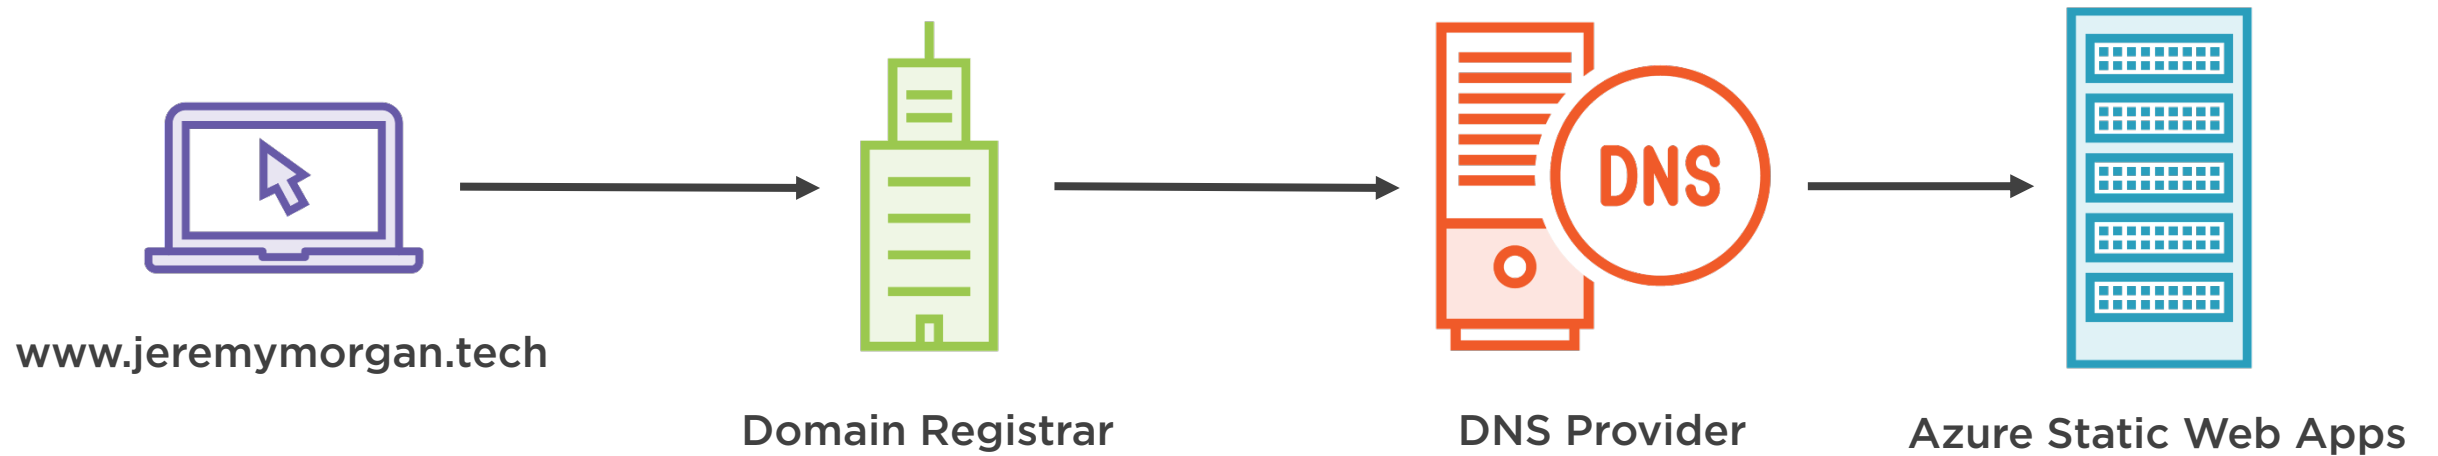 DNS
www.jeremymorgan.tech
Domain Registrar
DNS Provider
Azure Static Web Apps